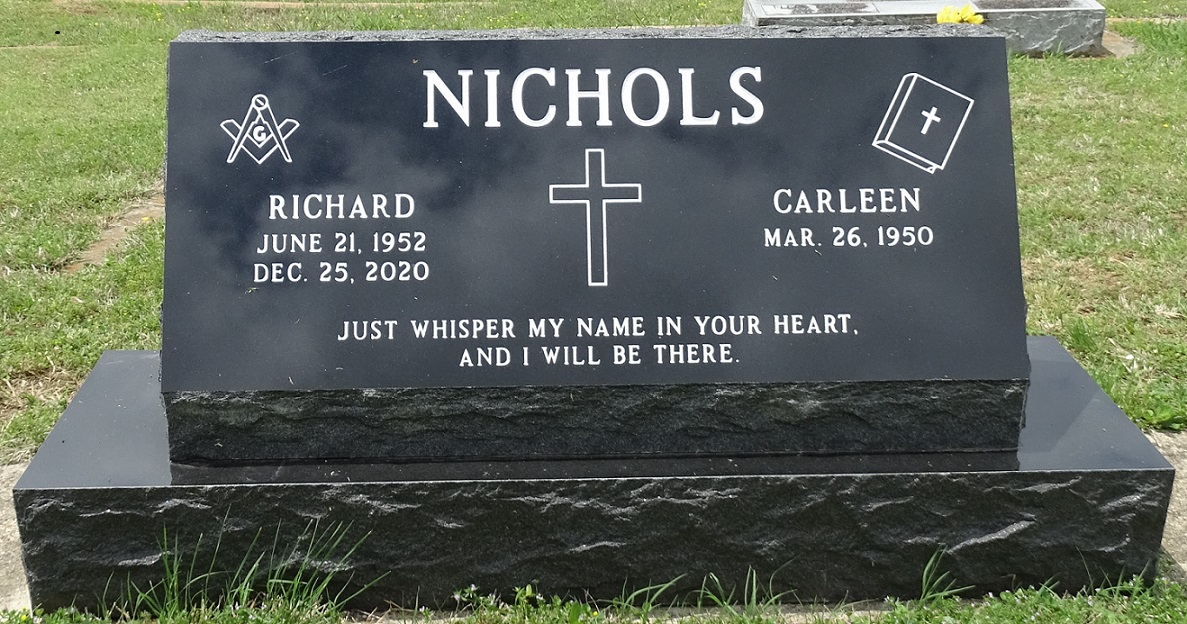 NICHOLS
G
RICHARD
JUNE 21, 1952
DEC. 25, 2020
CARLEEN
MAR. 26, 1950
JUST WHISPER MY NAME IN YOUR HEART,
AND I WILL BE THERE.